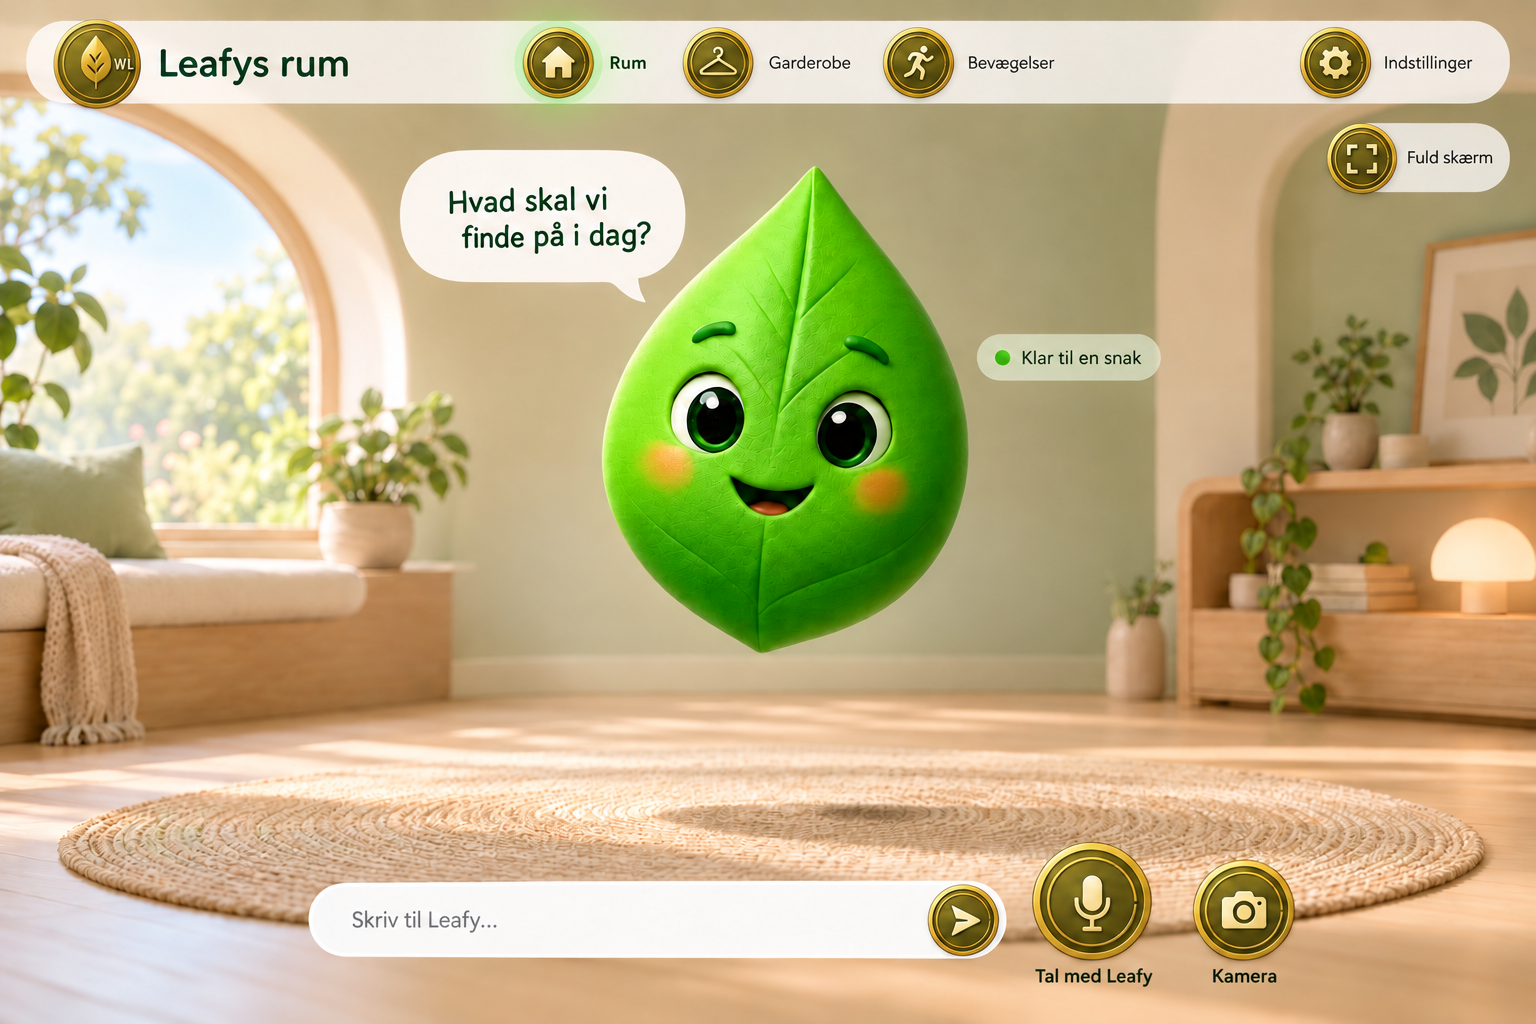 WL
Leafys rum
Rum
Garderobe
Bevægelser
Indstillinger
Fuld skærm
Hvad skal vi
finde på i dag?
Klar til en snak
Skriv til Leafy...
Tal med Leafy
Kamera